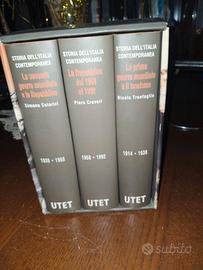 STORIA DELL'ITALIA
CONTEMPORANEA
La seconda
guerra mondiale
e la Repubblica
Simona Colarizi
1938 - 1958
UTET
STORIA DELL'ITALIA
CONTEMPORANEA
La Repubblica
dal 1958
al 1992
Piero Craveri
1958 - 1992
UTET
STORIA DELL'ITALIA
CONTEMPORANEA
La prima
guerra mondiale
e il fascismo
Nicola Tranfaglia
1914 - 1938
UTET
subito